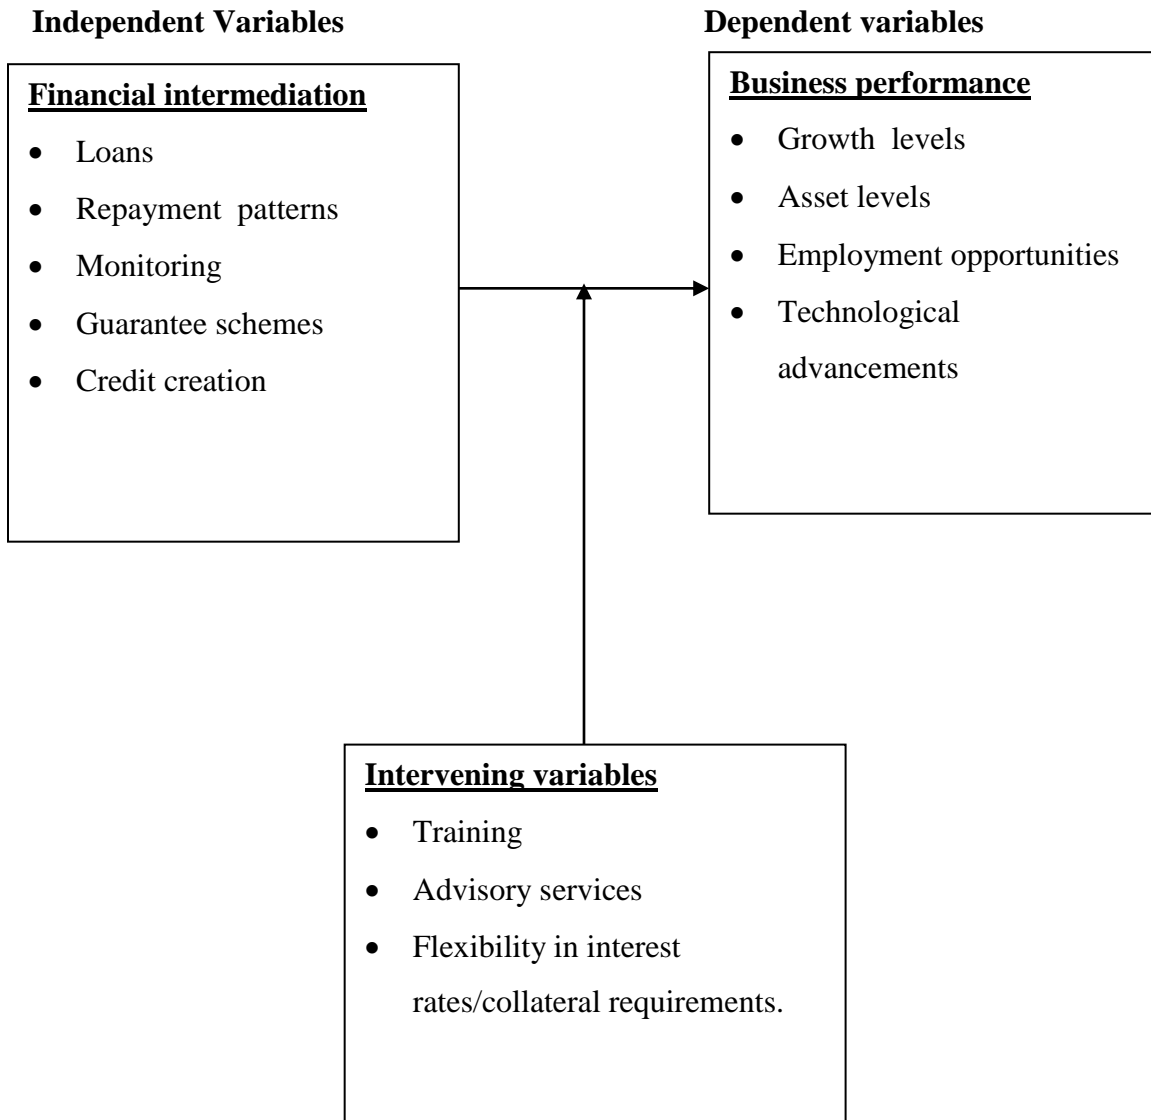 Independent Variables
Dependent variables
Financial intermediation
• Loans
• Repayment patterns
• Monitoring
• Guarantee schemes
• Credit creation
Business performance
• Growth levels
• Asset levels
• Employment opportunities
• Technological
advancements
Intervening variables
• Training
• Advisory services
• Flexibility in interest
rates/collateral requirements.